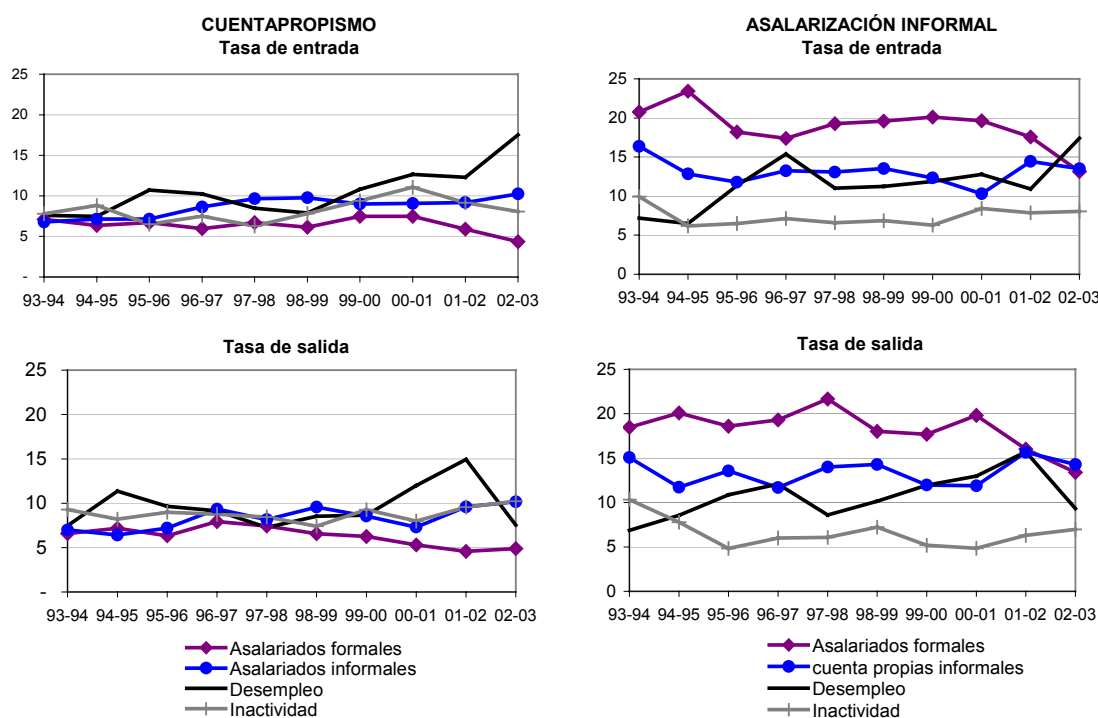 CUENTAPROPISMO
Tasa de entrada
25
20
15
10
5
-
93-94 94-95 95-96 96-97 97-98 98-99 99-00 00-01 01-02 02-03
Tasa de salida
25
20
15
10
5
-
93-94 94-95 95-96 96-97 97-98 98-99 99-00 00-01 01-02 02-03
Asalariados formales
Asalariados informales
Desempleo
Inactividad
ASALARIZACIÓN INFORMAL
Tasa de entrada
25
20
15
10
5
0
93-94 94-95 95-96 96-97 97-98 98-99 99-00 00-01 01-02 02-03
Tasa de salida
25
20
15
10
5
0
93-94 94-95 95-96 96-97 97-98 98-99 99-00 00-01 01-02 02-03
Asalariados formales
cuenta propias informales
Desempleo
Inactividad